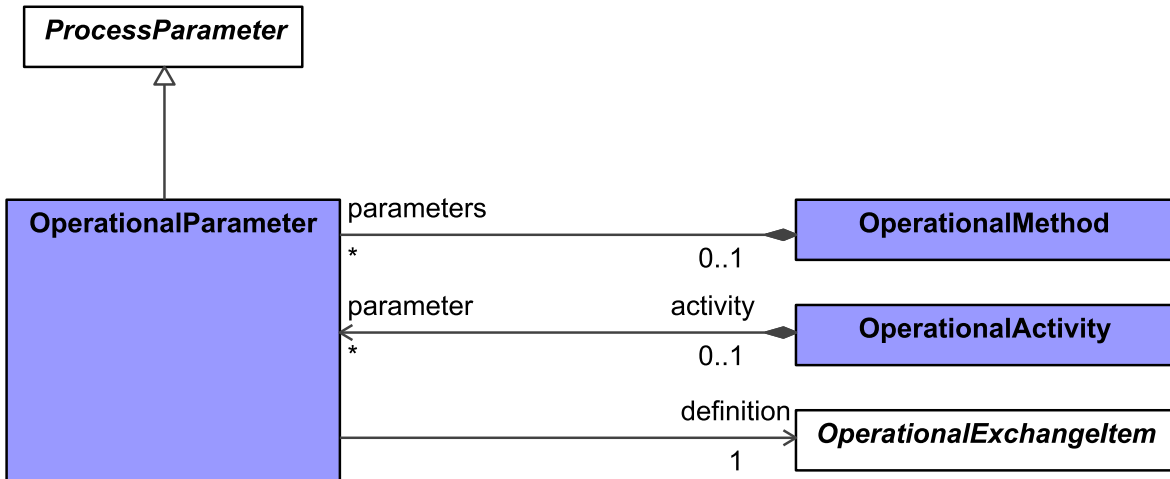 ProcessParameter
OperationalParameter
parameters
*
0..1
OperationalMethod
parameter
activity
*
0..1
OperationalActivity
definition
1
OperationalExchangeItem